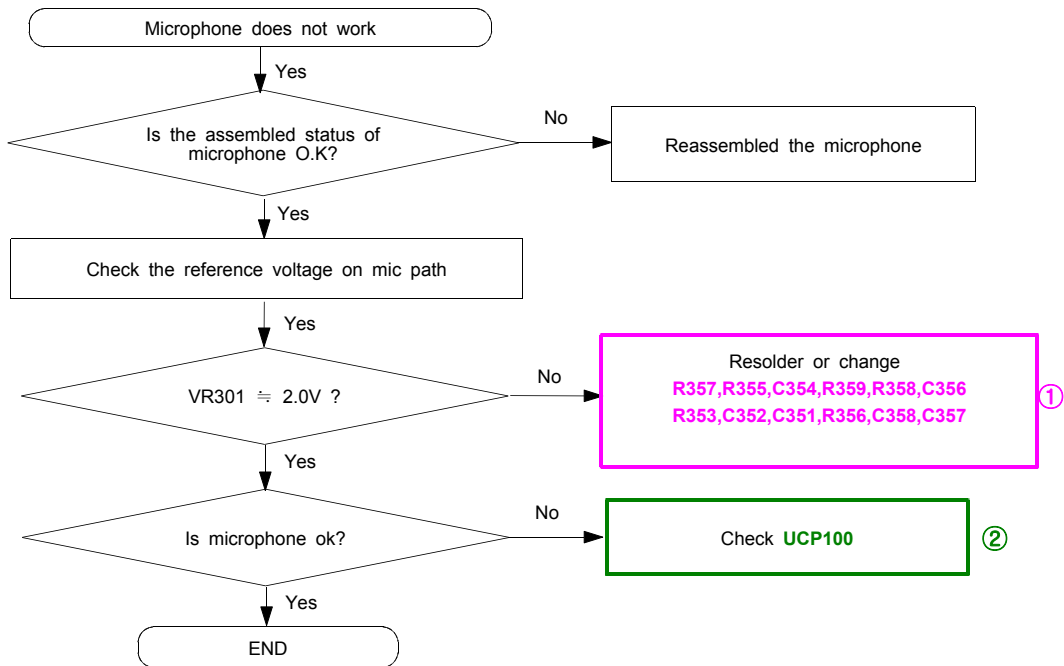 Microphone does not work
Yes
Is the assembled status of
microphone O.K?
No
Reassembled the microphone
Yes
Check the reference voltage on mic path
Yes
VR301 ≒ 2.0V ?
No
Resolder or change
R357,R355,C354,R359,R358,C356
R353,C352,C351,R356,C358,C357
①
Yes
Is microphone ok?
No
Check UCP100
②
Yes
END